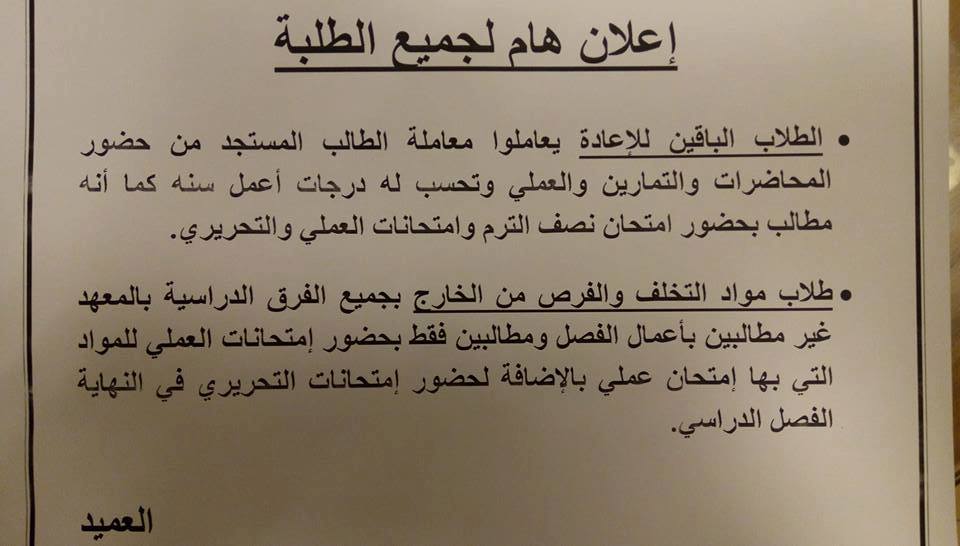 إعلان هام لجميع الطلبة
• الطلاب الباقين للإعادة يعاملوا معاملة الطالب المستجد من حضور
المحاضرات والتمارين والعملي وتحسب له درجات أعمل سنه كما أنه
مطالب بحضور امتحان نصف الترم وامتحانات العملي والتحريري.
• طلاب مواد التخلف والفرص من الخارج بجميع الفرق الدراسية بالمعهد
غير مطالبين بأعمال الفصل ومطالبين فقط بحضور إمتحانات العملي للمواد
التي بها إمتحان عملي بالإضافة لحضور إمتحانات التحريري في النهاية
الفصل الدراسي.
العميد